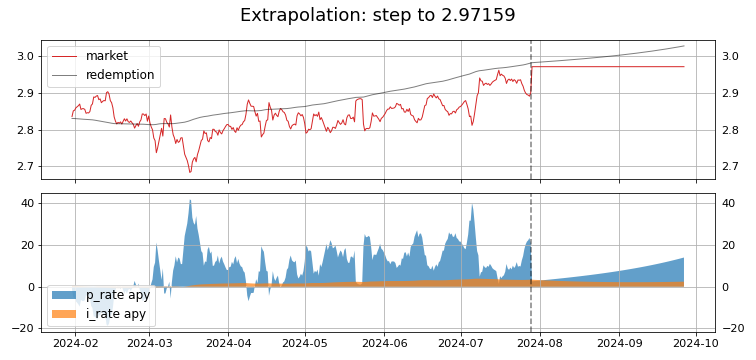 Extrapolation: step to 2.97159
market
redemption
3.0 3.0
2.9 2.9
2.8 2.8
2.7 2.7
40 40
20 20
0 0
p_rate apy
i_rate apy
−20 −20
2024-02 2024-03 2024-04 2024-05 2024-06 2024-07 2024-08 2024-09 2024-10